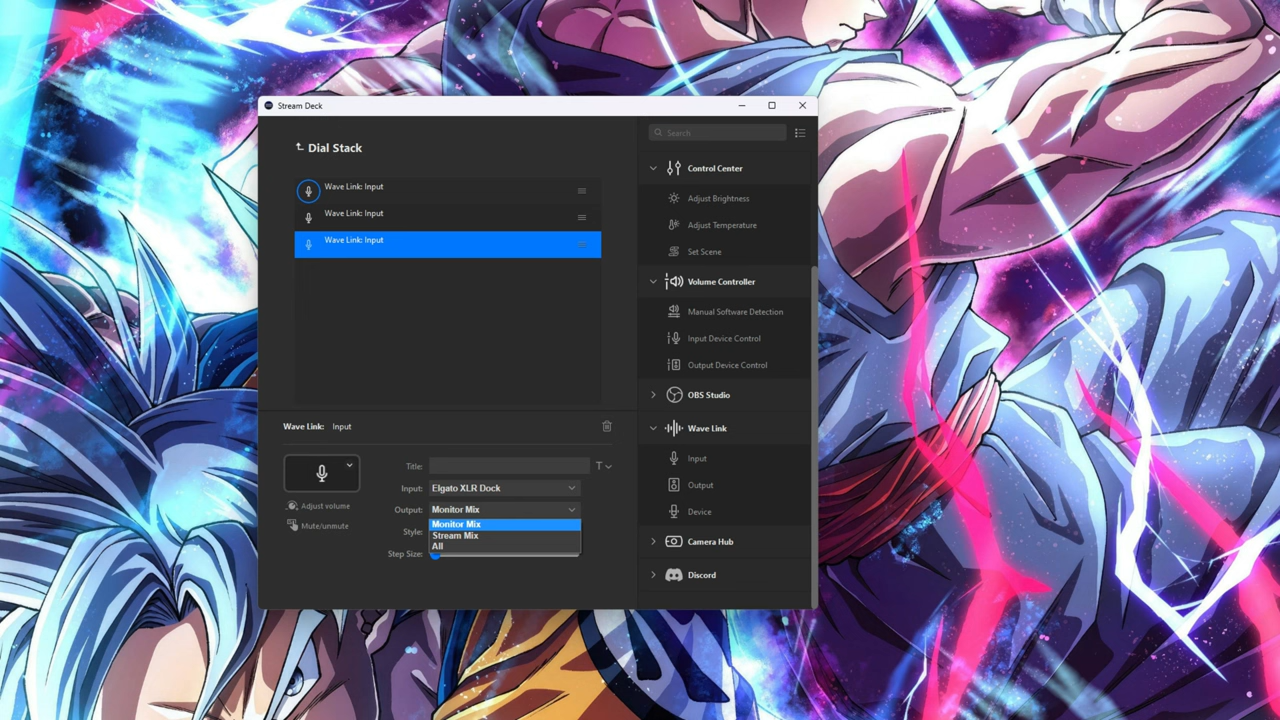 Stream Deck
Dial Stack
Wave Link: Input
Wave Link: Input
Wave Link: Input
Wave Link: Input
Title:
T
Input: Elgato XLR Dock
Output: Monitor Mix
Monitor Mix
Stream Mix
All
Style:
Step Size:
Adjust volume
Mute/unmute
Search
Control Center
Adjust Brightness
Adjust Temperature
Set Scene
Volume Controller
Manual Software Detection
Input Device Control
Output Device Control
OBS Studio
Wave Link
Input
Output
Device
Camera Hub
Discord